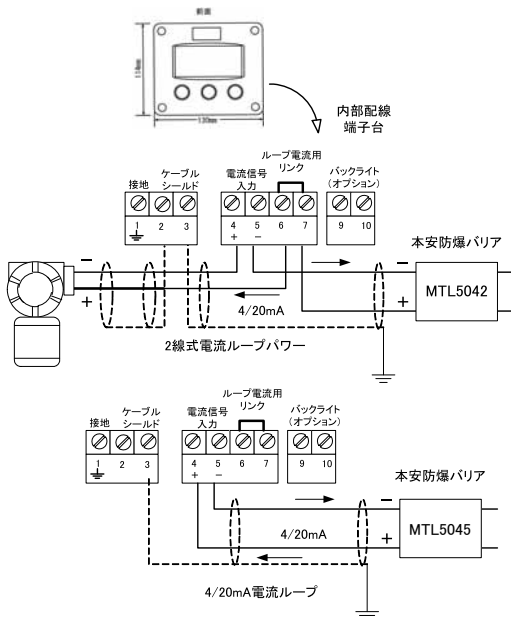 前面
114mm
130mm
内部配線
端子台
ループ電流用
リンク
接地
ケーブル
シールド
電流信号
入力
バックライト
(オプション)
1 2 3
4 5 6 7
+ −
9 10
本安防爆バリア
−
+
−
+
MTL5042
4/20mA
2線式電流ループパワー
ループ電流用
リンク
接地
ケーブル
シールド
電流信号
入力
バックライト
(オプション)
1 2 3
4 5 6 7
+ −
9 10
本安防爆バリア
−
+
MTL5045
4/20mA
4/20mA電流ループ